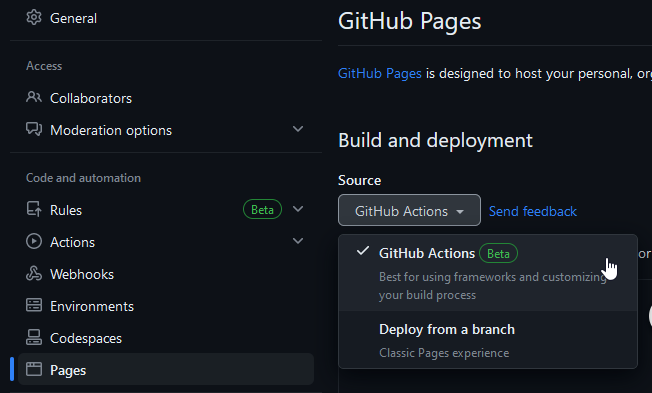 General
Access
Collaborators
Moderation options
Code and automation
Rules Beta
Actions
Webhooks
Environments
Codespaces
Pages
GitHub Pages
GitHub Pages is designed to host your personal, or
Build and deployment
Source
GitHub Actions
Send feedback
GitHub Actions Beta
Best for using frameworks and customizing
your build process
or
Deploy from a branch
Classic Pages experience